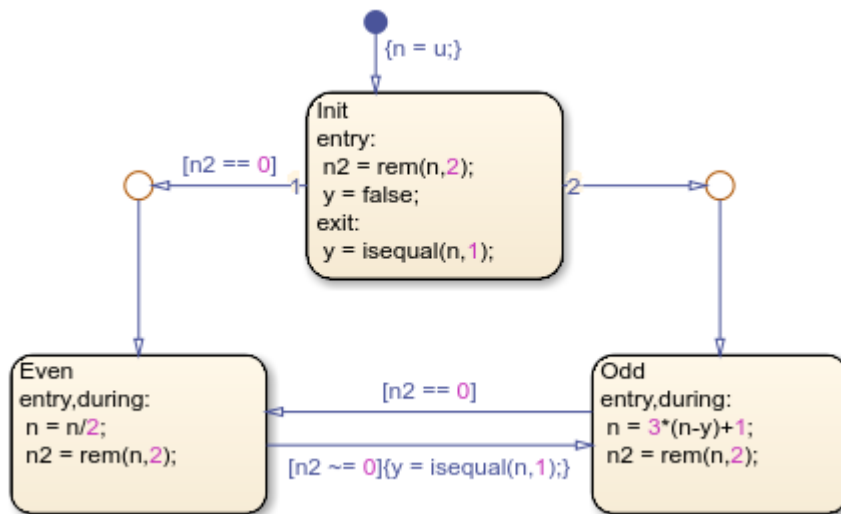 {n = u;}
Init
entry:
n2 = rem(n,2);
y = false;
exit:
y = isequal(n,1);
[n2 == 0]
1
2
Even
entry,during:
n = n/2;
n2 = rem(n,2);
[n2 == 0]
[n2 ~= 0]{y = isequal(n,1);}
Odd
entry,during:
n = 3*(n-y)+1;
n2 = rem(n,2);